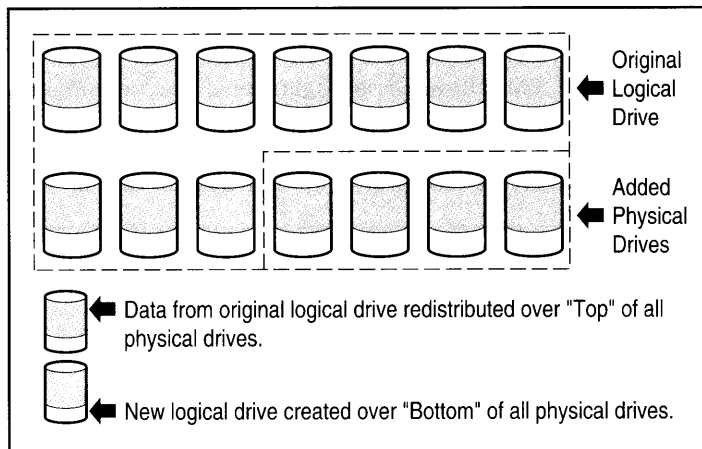 Original
Logical
Drive
Added
Physical
Drives
Data from original logical drive redistributed over "Top" of all
physical drives.
New logical drive created over "Bottom" of all physical drives.